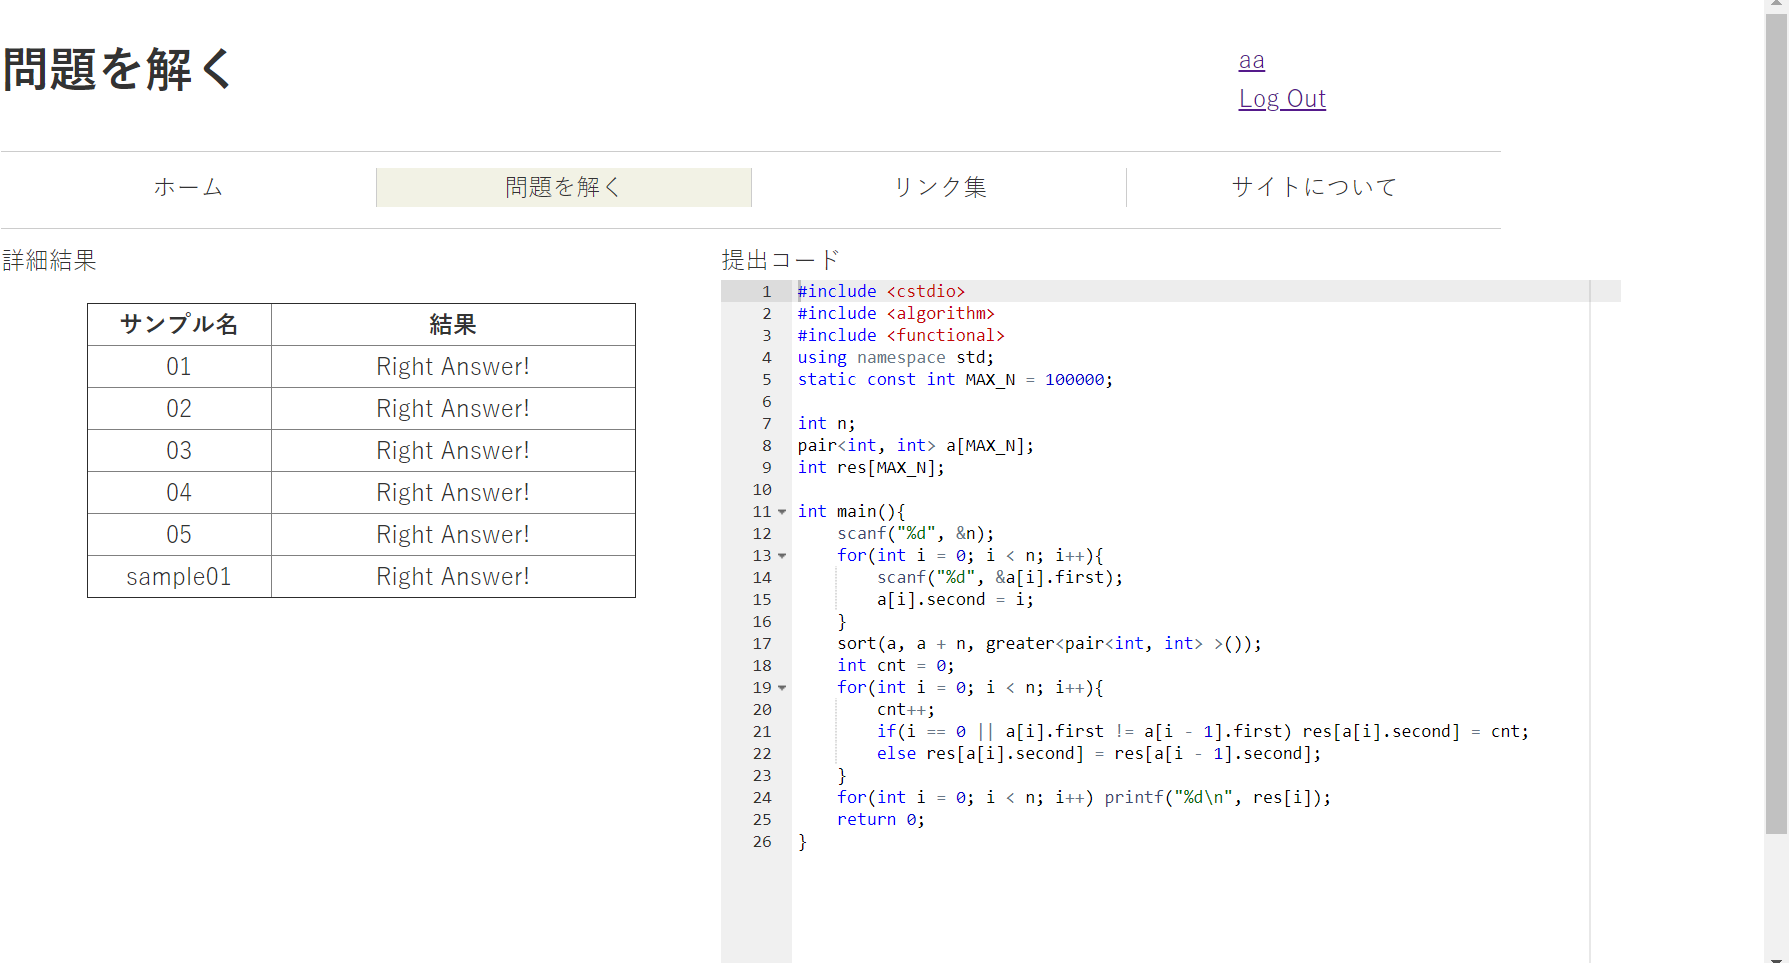 問題を解く
aa
Log Out
ホーム 問題を解く リンク集 サイトについて
詳細結果
サンプル名 結果
01 Right Answer!
02 Right Answer!
03 Right Answer!
04 Right Answer!
05 Right Answer!
sample01 Right Answer!
提出コード
1 #include <cstdio>
2 #include <algorithm>
3 #include <functional>
4 using namespace std;
5 static const int MAX_N = 100000;
6
7 int n;
8 pair<int, int> a[MAX_N];
9 int res[MAX_N];
10
11 int main(){
12     scanf("%d", &n);
13     for(int i = 0; i < n; i++){
14         scanf("%d", &a[i].first);
15         a[i].second = i;
16     }
17     sort(a, a + n, greater<pair<int, int> >());
18     int cnt = 0;
19     for(int i = 0; i < n; i++){
20         cnt++;
21         if(i == 0 || a[i].first != a[i - 1].first) res[a[i].second] = cnt;
22         else res[a[i].second] = res[a[i - 1].second];
23     }
24     for(int i = 0; i < n; i++) printf("%d\n", res[i]);
25     return 0;
26 }